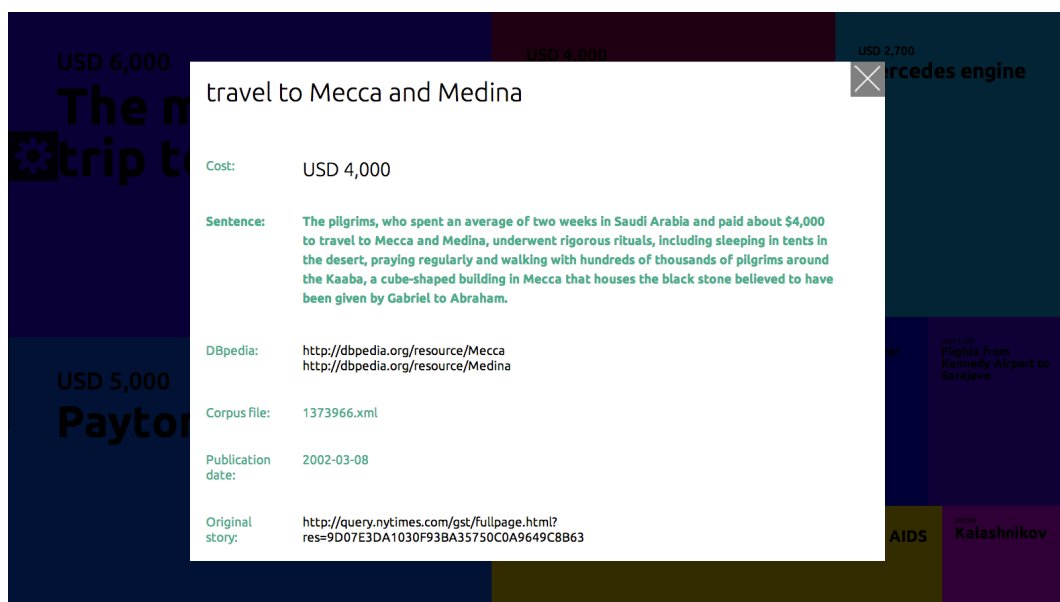 USD 6,000
The m
trip to
USD 4,000
USD 2,700
ercedes engine
travel to Mecca and Medina
Cost:
USD 4,000
Sentence:
The pilgrims, who spent an average of two weeks in Saudi Arabia and paid about $4,000
to travel to Mecca and Medina, underwent rigorous rituals, including sleeping in tents in
the desert, praying regularly and walking with hundreds of thousands of pilgrims around
the Kaaba, a cube-shaped building in Mecca that houses the black stone believed to have
been given by Gabriel to Abraham.
DBpedia:
http://dbpedia.org/resource/Mecca
http://dbpedia.org/resource/Medina
Corpus file:
1373966.xml
Publication
date:
2002-03-08
Original
story:
http://query.nytimes.com/gst/fullpage.html?
res=9D07E3DA1030F93BA35750C0A9649C8B63
USD 5,000
Payton
Flights from
Kennedy Airport to
Sarajevo
AIDS
Kalashnikov